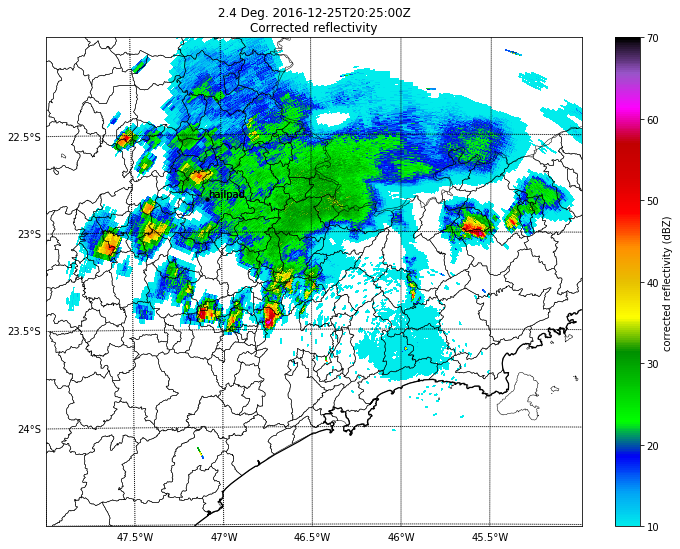 2.4 Deg. 2016-12-25T20:25:00Z
Corrected reflectivity
70
60
50
40
30
20
10
corrected reflectivity (dBZ)
22.5°S
23°S
23.5°S
24°S
47.5°W
47°W
46.5°W
46°W
45.5°W